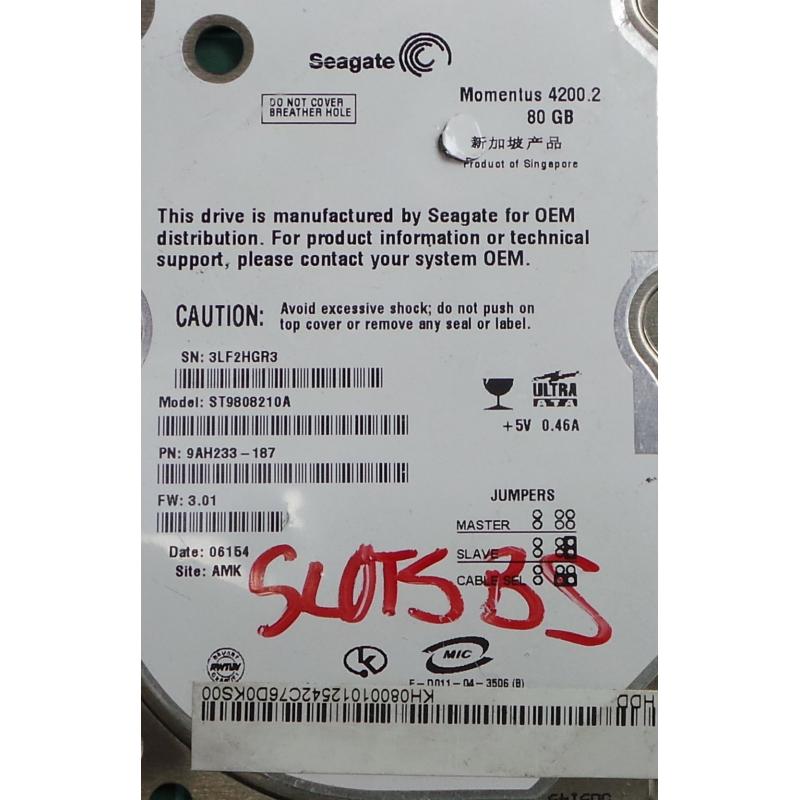 Seagate
DO NOT COVER
BREATHER HOLE
Momentus 4200.2
80 GB
新加坡产品
Product of Singapore
This drive is manufactured by Seagate for OEM
distribution. For product information or technical
support, please contact your system OEM.
CAUTION:
Avoid excessive shock; do not push on
top cover or remove any seal or label.
SN: 3LF2HGR3
Model: ST9808210A
ULTRA
ATA
+5V 0.46A
PN: 9AH233-187
FW: 3.01
JUMPERS
MASTER
SLAVE
CABLE SEL
Date: 06154
Site: AMK
SLOTS BS
MIC
E-D011-04-3506 (B)
KH08001012542C76D0KS00
HDD